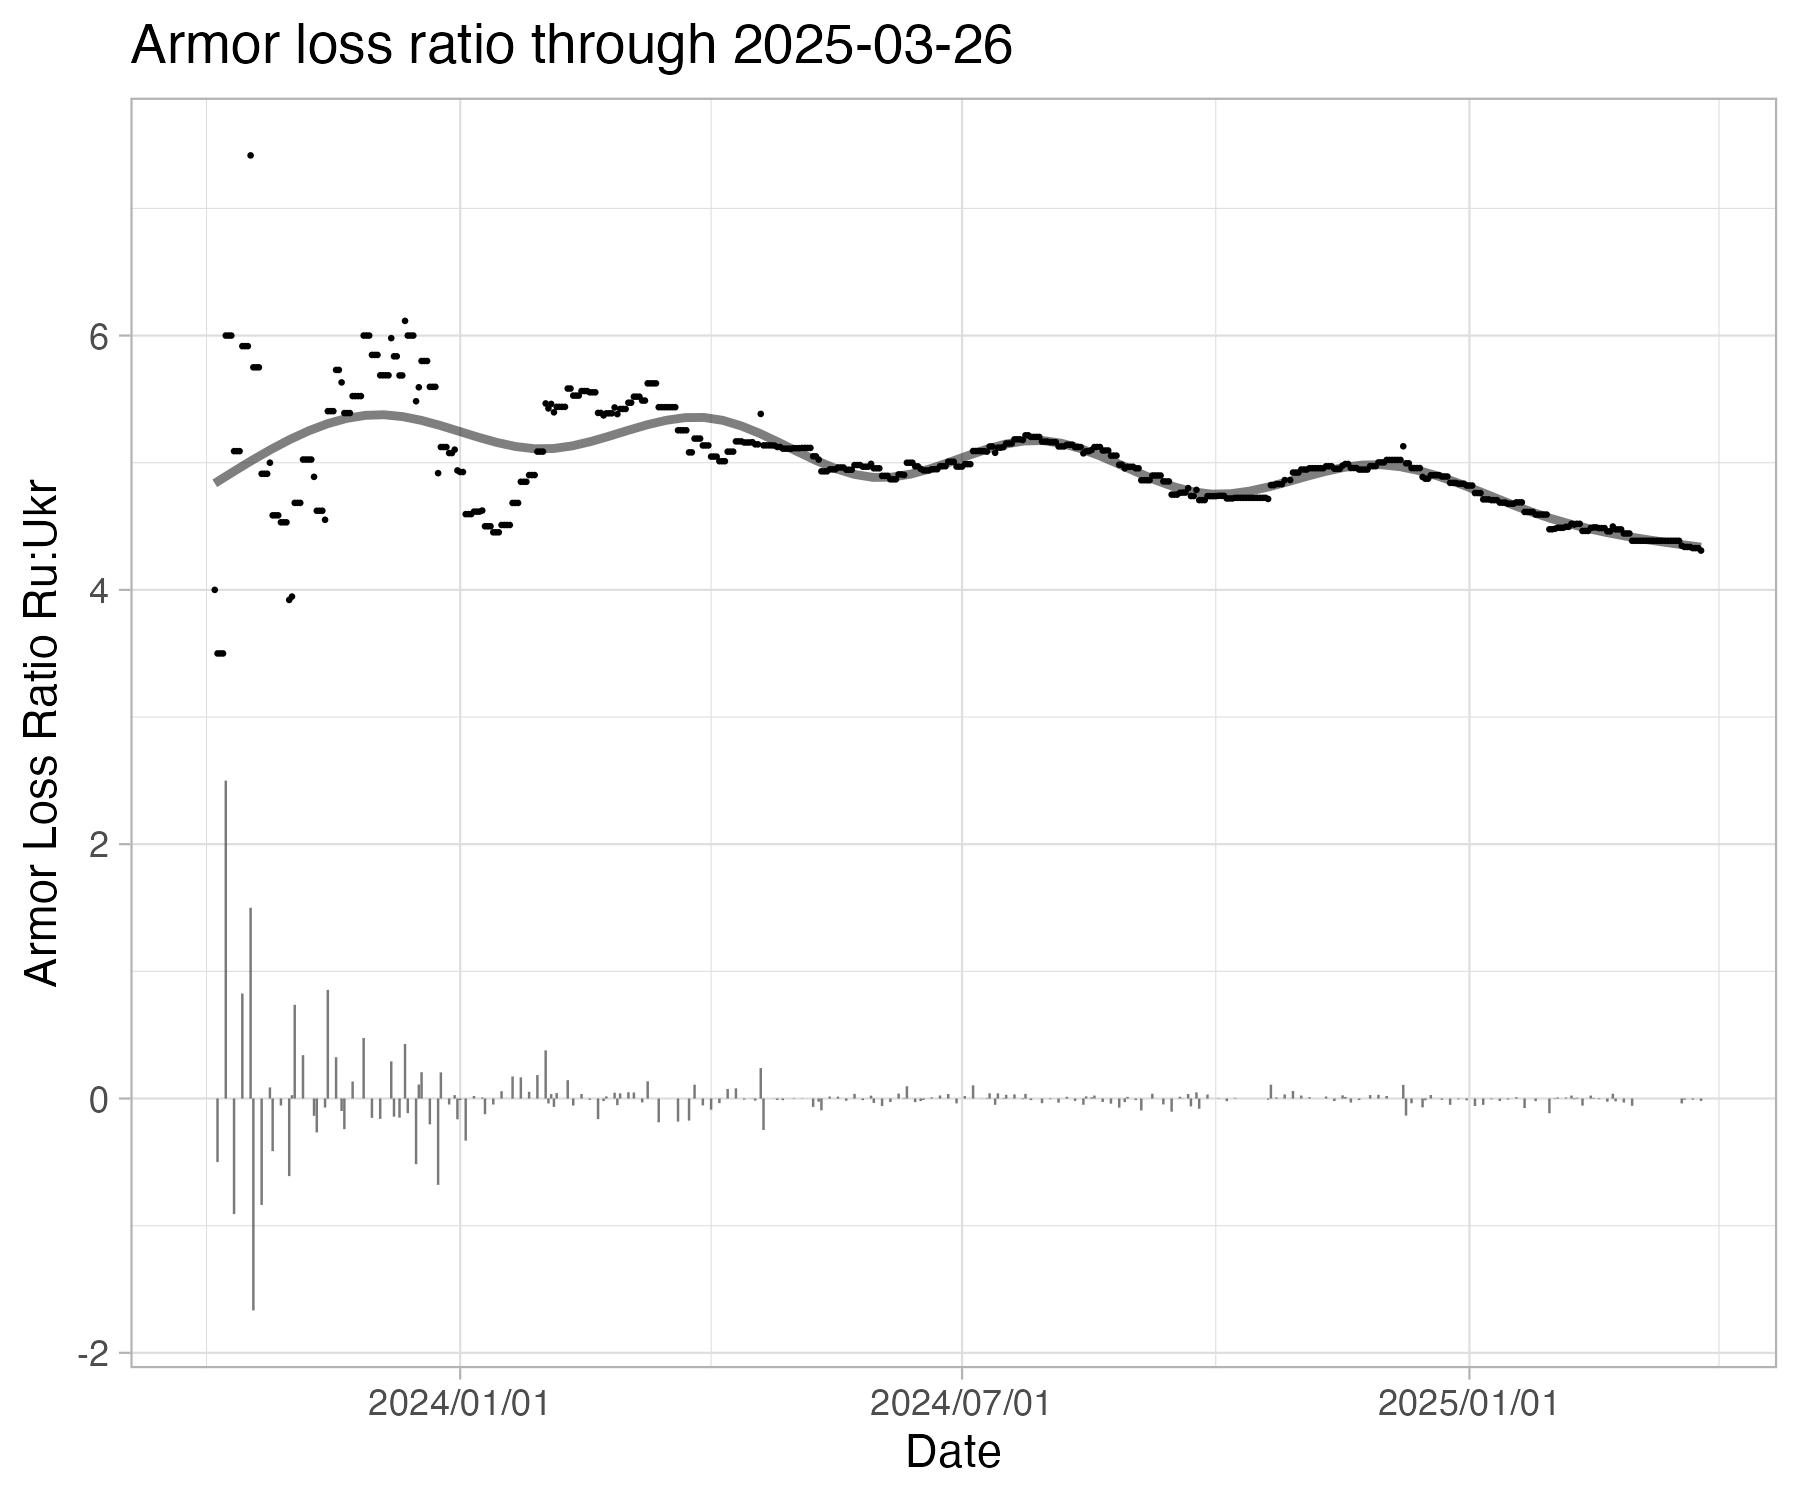 Armor loss ratio through 2025-03-26
Armor Loss Ratio Ru:Ukr
6
4
2
0
-2
2024/01/01
2024/07/01
2025/01/01
Date